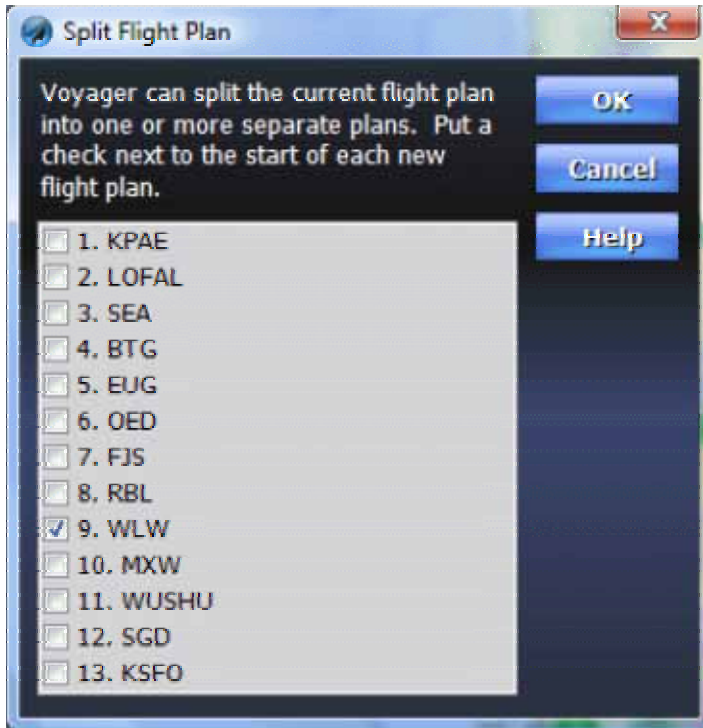 Split Flight Plan
Voyager can split the current flight plan
into one or more separate plans.  Put a
check next to the start of each new
flight plan.
OK
Cancel
Help
1. KPAE
2. LOFAL
3. SEA
4. BTG
5. EUG
6. OED
7. FJS
8. RBL
9. WLW
10. MXW
11. WUSHU
12. SGD
13. KSFO